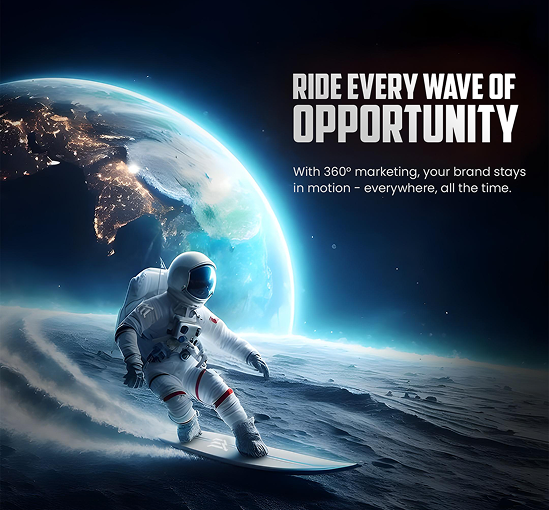 RIDE EVERY WAVE OF
OPPORTUNITY
With 360° marketing, your brand stays
in motion - everywhere, all the time.